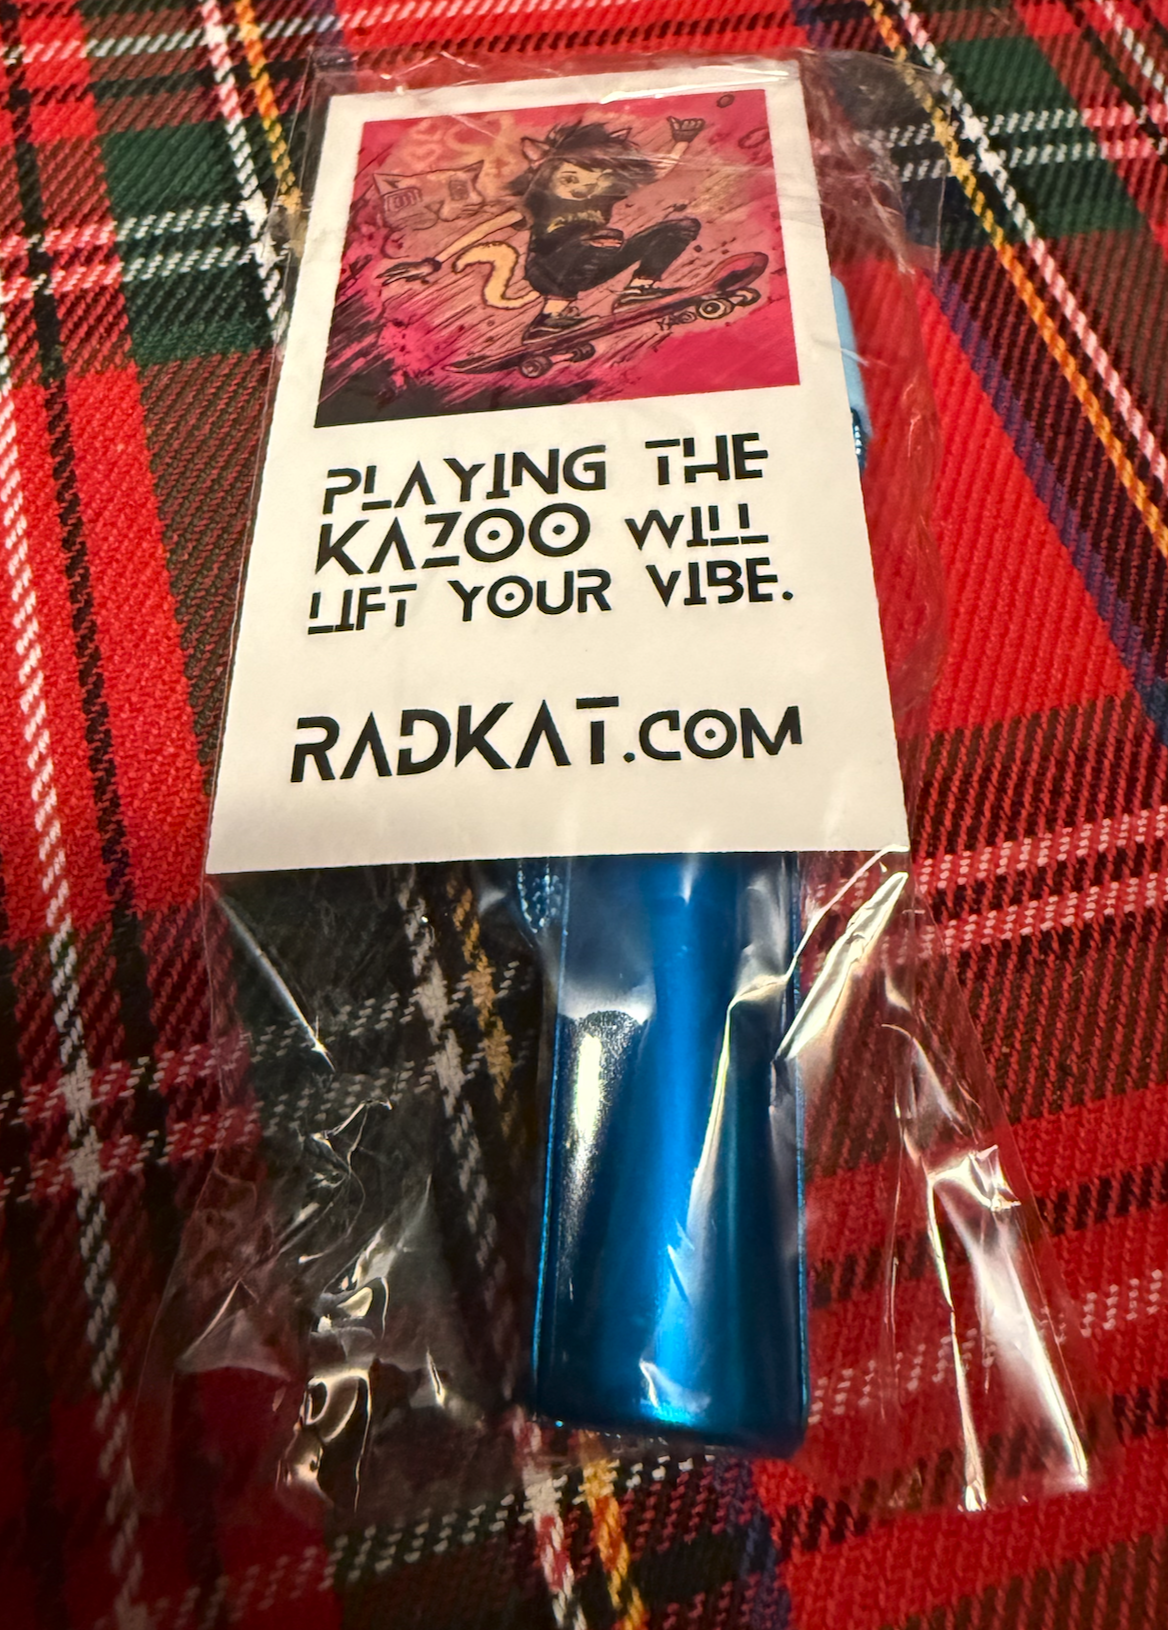 PLAYING THE
KAZOO WILL
LIFT YOUR VIBE.
RADKAT.COM